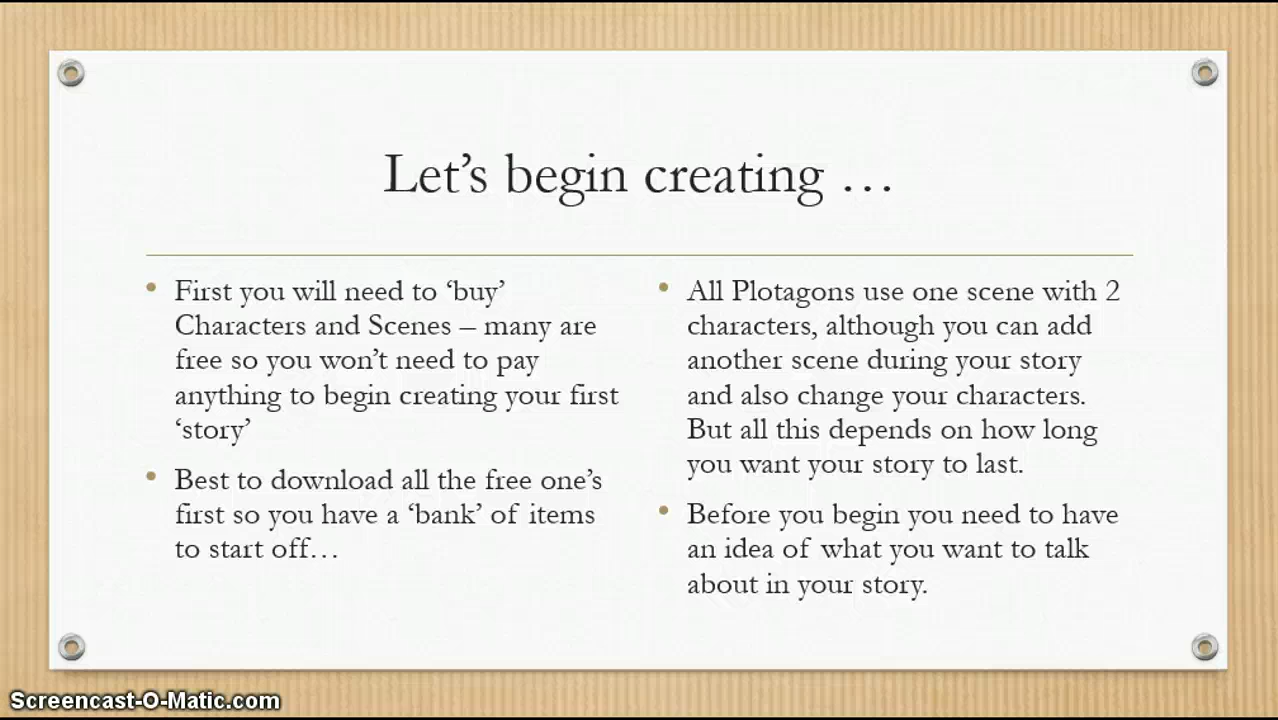 Let’s begin creating …
• First you will need to ‘buy’
Characters and Scenes – many are
free so you won’t need to pay
anything to begin creating your first
‘story’
• Best to download all the free one’s
first so you have a ‘bank’ of items
to start off…
• All Plotagons use one scene with 2
characters, although you can add
another scene during your story
and also change your characters.
But all this depends on how long
you want your story to last.
• Before you begin you need to have
an idea of what you want to talk
about in your story.
Screencast-O-Matic.com